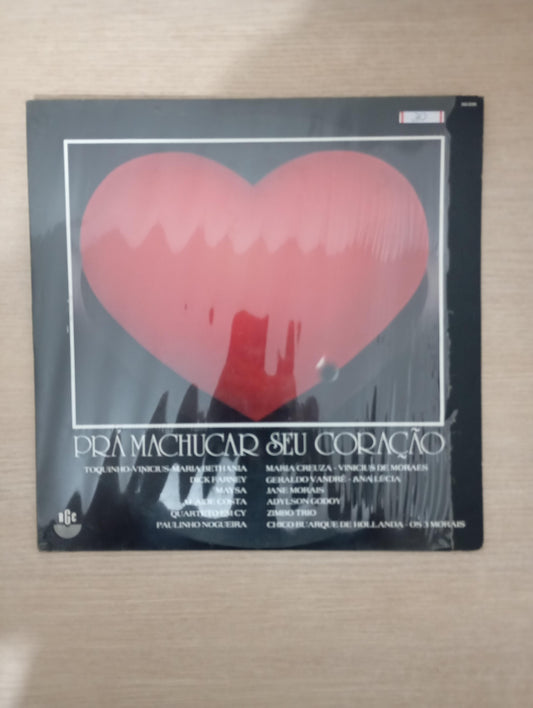 20
PRÁ MACHUCAR SEU CORAÇÃO
TOQUINHO-VINICIUS-MARIA BETHANIA
DICK FARNEY
MAYSA
COSTA
QUARTETO EM CY
PAULINHO NOGUEIRA
MARIA CREUZA - VINICIUS DE MORAES
GERALDO VANDRÉ - ANA LUCIA
JANE MORAIS
ADYLSON GODOY
ZIMBO TRIO
CHICO BUARQUE DE HOLLANDA - OS 3 MORAIS
RGE